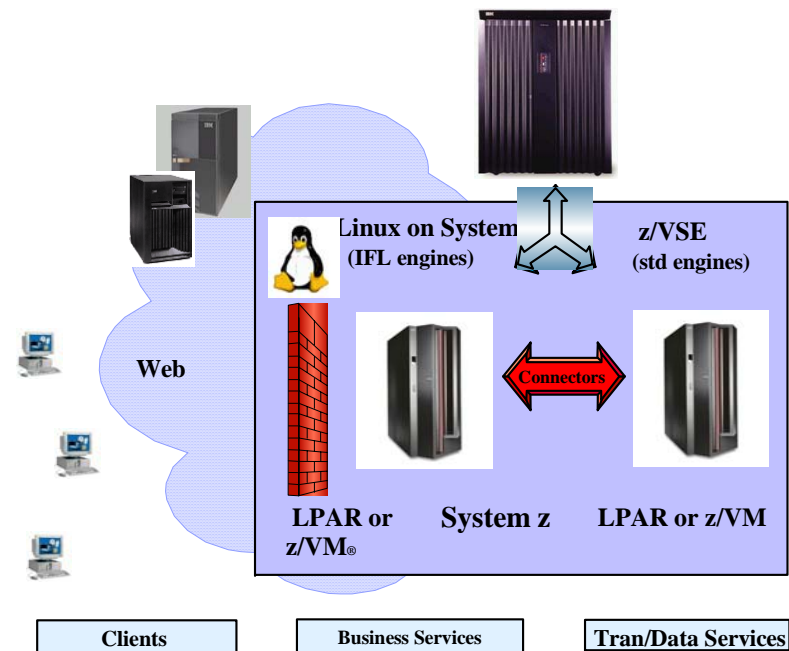 Linux on System
(IFL engines)
z/VSE
(std engines)
Web
Connectors
LPAR or
z/VM®
System z
LPAR or z/VM
Clients
Business Services
Tran/Data Services